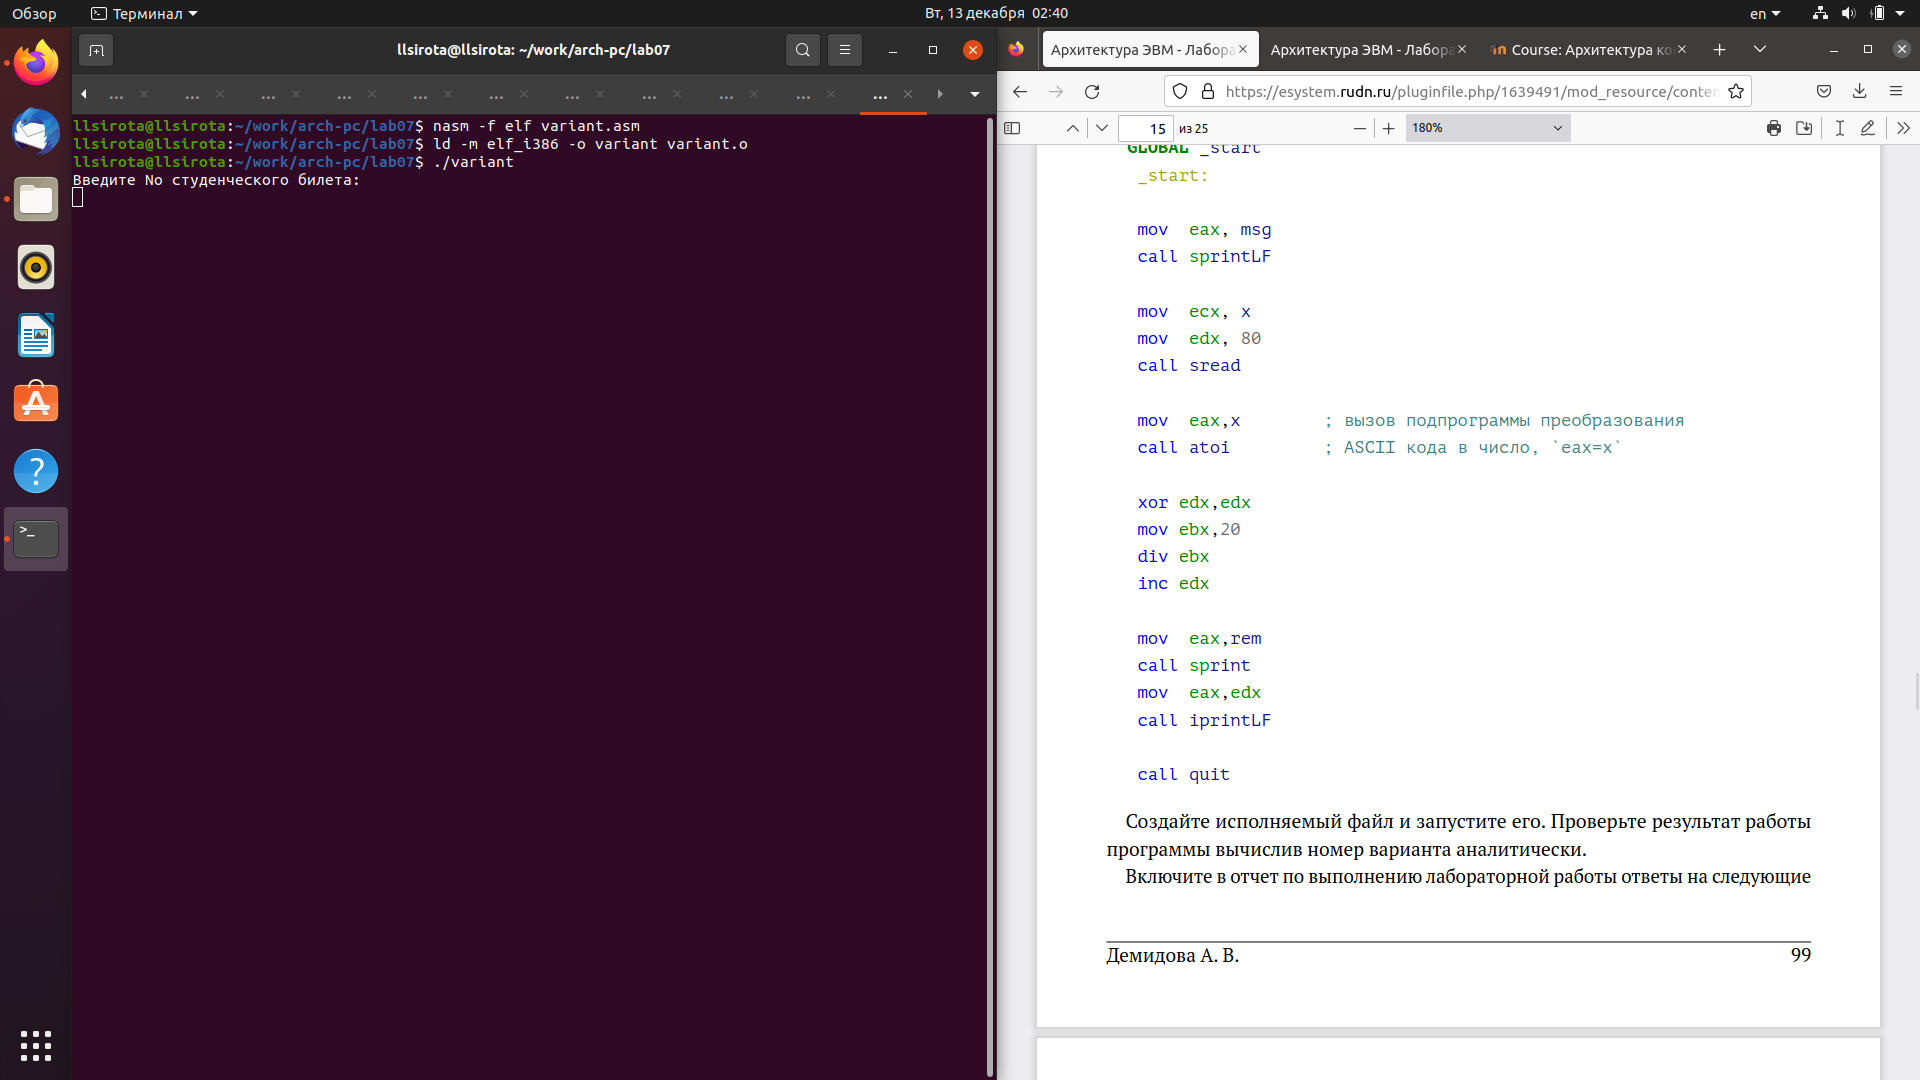 Обзор
Терминал
Вт, 13 декабря 02:40
en
llsirota@llsirota: ~/work/arch-pc/lab07
... ... ... ... ... ... ... ... ... ... ...
llsirota@llsirota:~/work/arch-pc/lab07$ nasm -f elf variant.asm
llsirota@llsirota:~/work/arch-pc/lab07$ ld -m elf_i386 -o variant variant.o
llsirota@llsirota:~/work/arch-pc/lab07$ ./variant
Введите No студенческого билета:
Архитектура ЭВМ - Лабора
Архитектура ЭВМ - Лабора
Course: Архитектура ко
https://esystem.rudn.ru/pluginfile.php/1639491/mod_resource/conten
15 из 25
180%
GLOBAL _start
_start:
mov eax, msg
call sprintLF
mov ecx, x
mov edx, 80
call sread
mov eax,x ; вызов подпрограммы преобразования
call atoi ; ASCII кода в число, `eax=x`
xor edx,edx
mov ebx,20
div ebx
inc edx
mov eax,rem
call sprint
mov eax,edx
call iprintLF
call quit
Создайте исполняемый файл и запустите его. Проверьте результат работы
программы вычислив номер варианта аналитически.
Включите в отчет по выполнению лабораторной работы ответы на следующие
Демидова А. В. 99